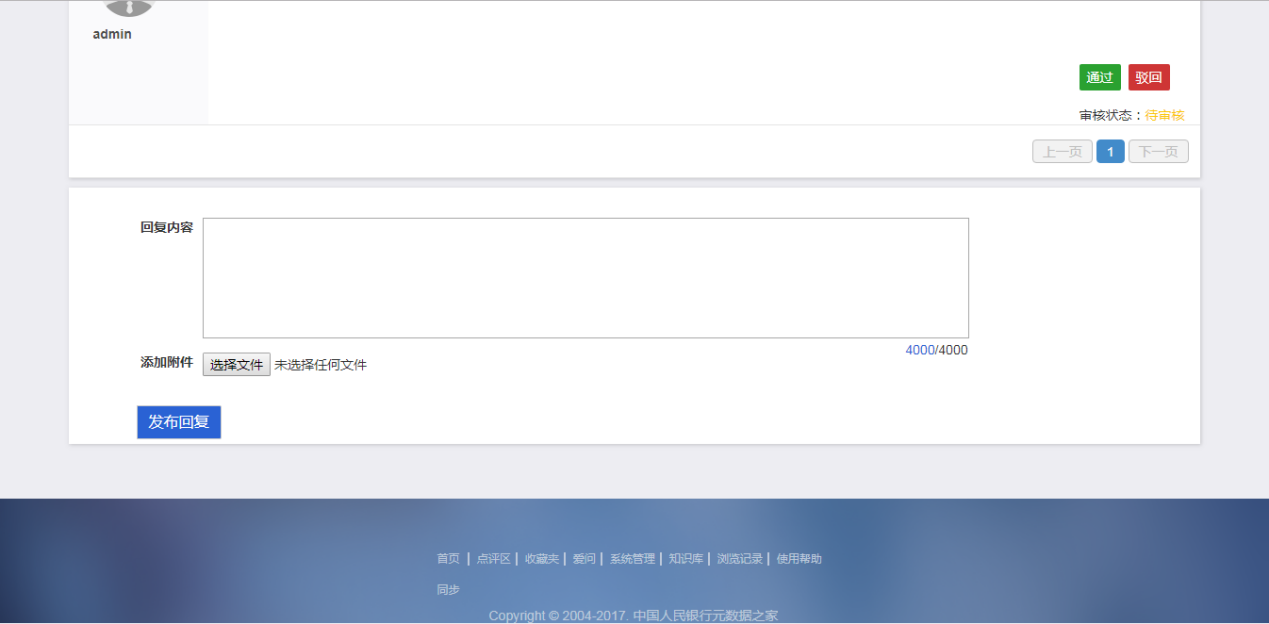 admin
通过 驳回
审核状态：待审核
上一页 1 下一页
回复内容
4000/4000
添加附件 选择文件 未选择任何文件
发布回复
首页 | 点评区 | 收藏夹 | 爱问 | 系统管理 | 知识库 | 浏览记录 | 使用帮助
同步
Copyright © 2004-2017. 中国人民银行元数据之家